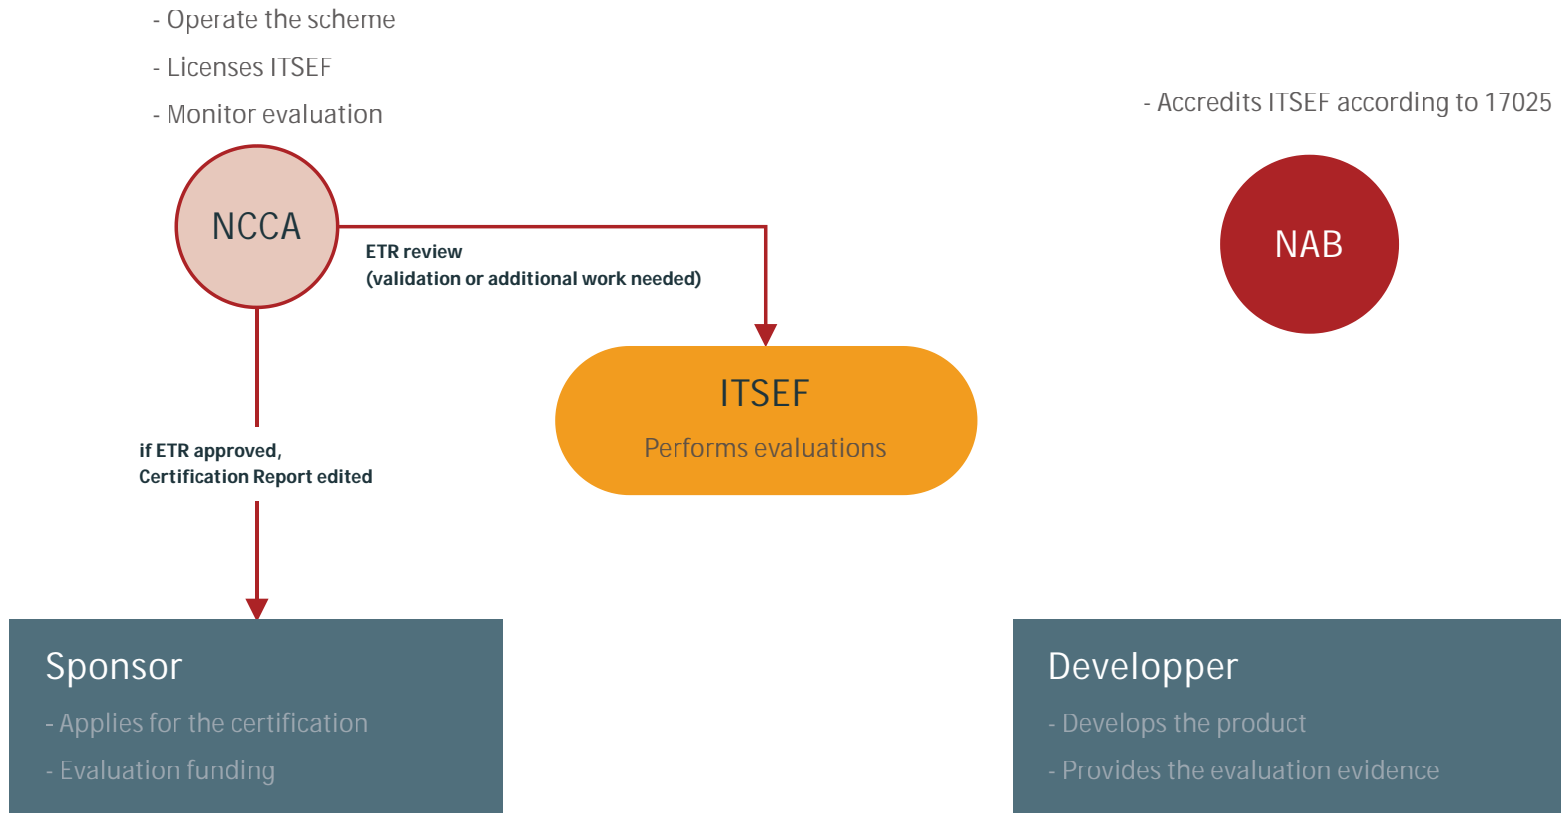 - Operate the scheme
- Licenses ITSEF
- Monitor evaluation
- Accredits ITSEF according to 17025
NCCA
NAB
ETR review
(validation or additional work needed)
ITSEF
Performs evaluations
if ETR approved,
Certification Report edited
Sponsor
- Applies for the certification
- Evaluation funding
Developper
- Develops the product
- Provides the evaluation evidence